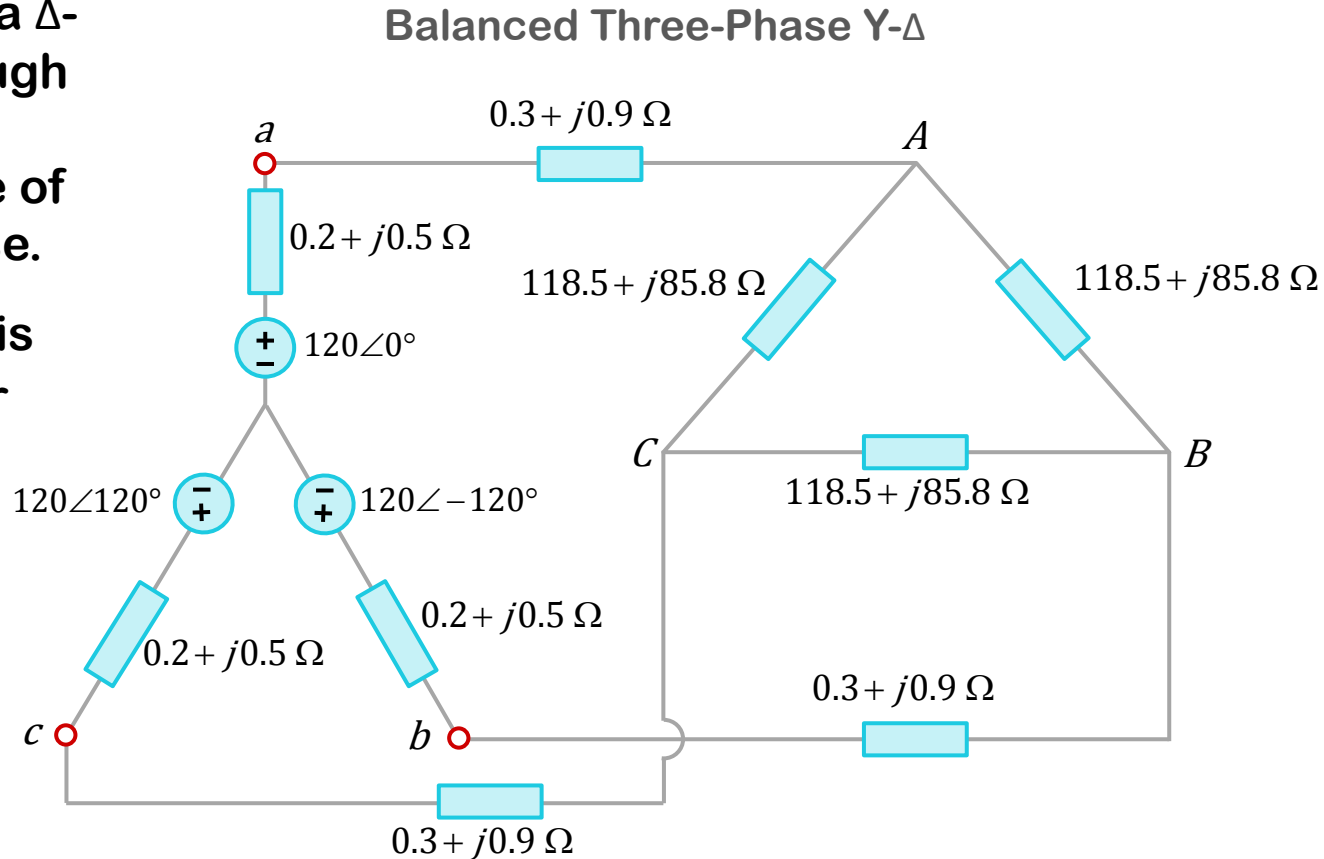 a Δ-
Balanced Three-Phase Y-Δ
0.3 + j0.9 Ω
a
A
of
0.2 + j0.5 Ω
118.5 + j85.8 Ω
118.5 + j85.8 Ω
is
120∠0°
C
B
120∠120°
120∠−120°
118.5 + j85.8 Ω
0.2 + j0.5 Ω
0.2 + j0.5 Ω
0.3 + j0.9 Ω
c
b
0.3 + j0.9 Ω